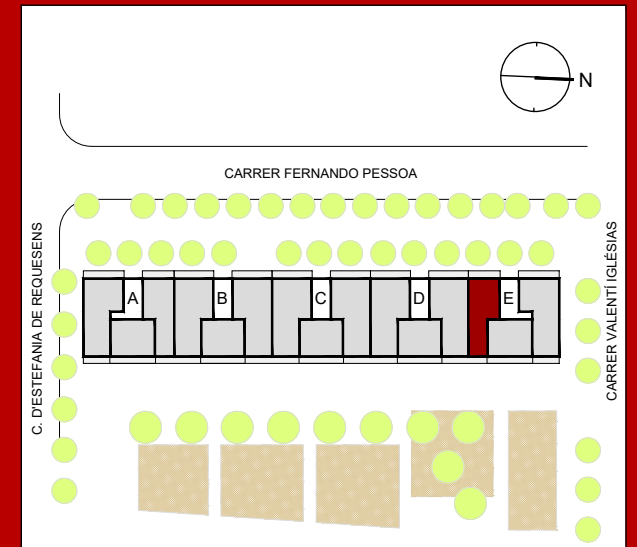 N
CARRER FERNANDO PESSOA
C. D'ESTEFANIA DE REQUESENS
A
B
C
D
E
CARRER VALENTÍ IGLÉSIAS